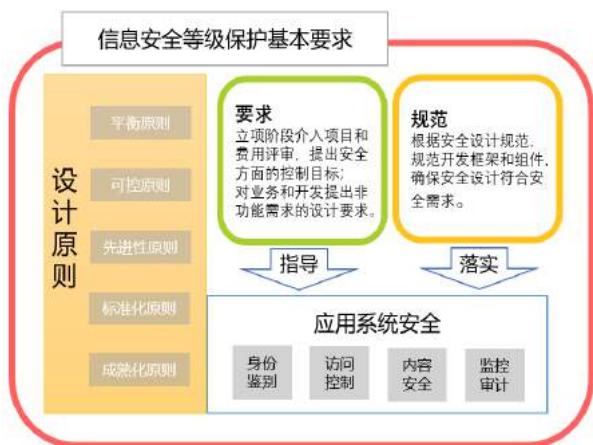 信息安全等级保护基本要求
设计原则
平衡原则
可控原则
先进性原则
标准化原则
成熟化原则
要求
立项阶段介入项目和
费用评审，提出安全
方面的控制目标；
对业务和开发提出非
功能需求的设计要求。
规范
根据安全设计规范，
规范开发框架和组件，
确保安全设计符合安
全需求。
指导
落实
应用系统安全
身份
鉴别
访问
控制
内容
安全
监控
审计